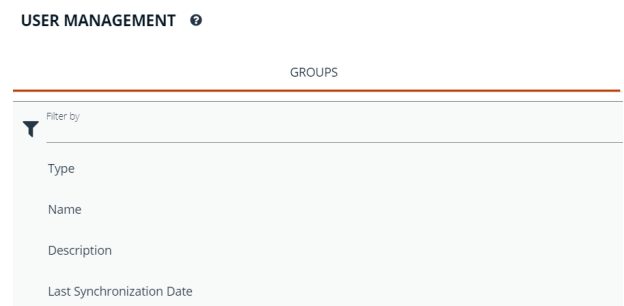 USER MANAGEMENT
GROUPS
Filter by
Type
Name
Description
Last Synchronization Date